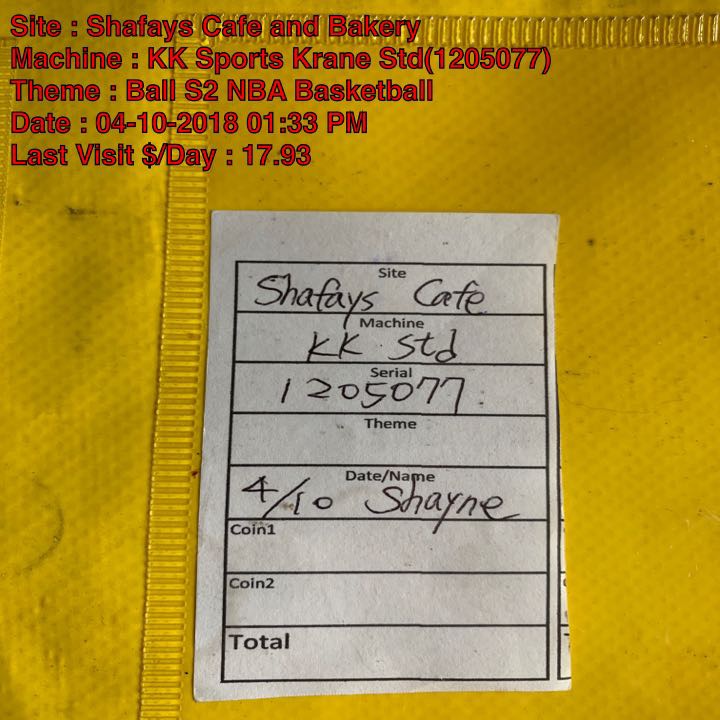 Site : Shafays Cafe and Bakery
Machine : KK Sports Krane Std(1205077)
Theme : Ball S2 NBA Basketball
Date : 04-10-2018 01:33 PM
Last Visit $/Day : 17.93
Site
Shafays Cafe
Machine
KK Std
Serial
1205077
Theme
Date/Name
4/10 Shayne
Coin1
Coin2
Total